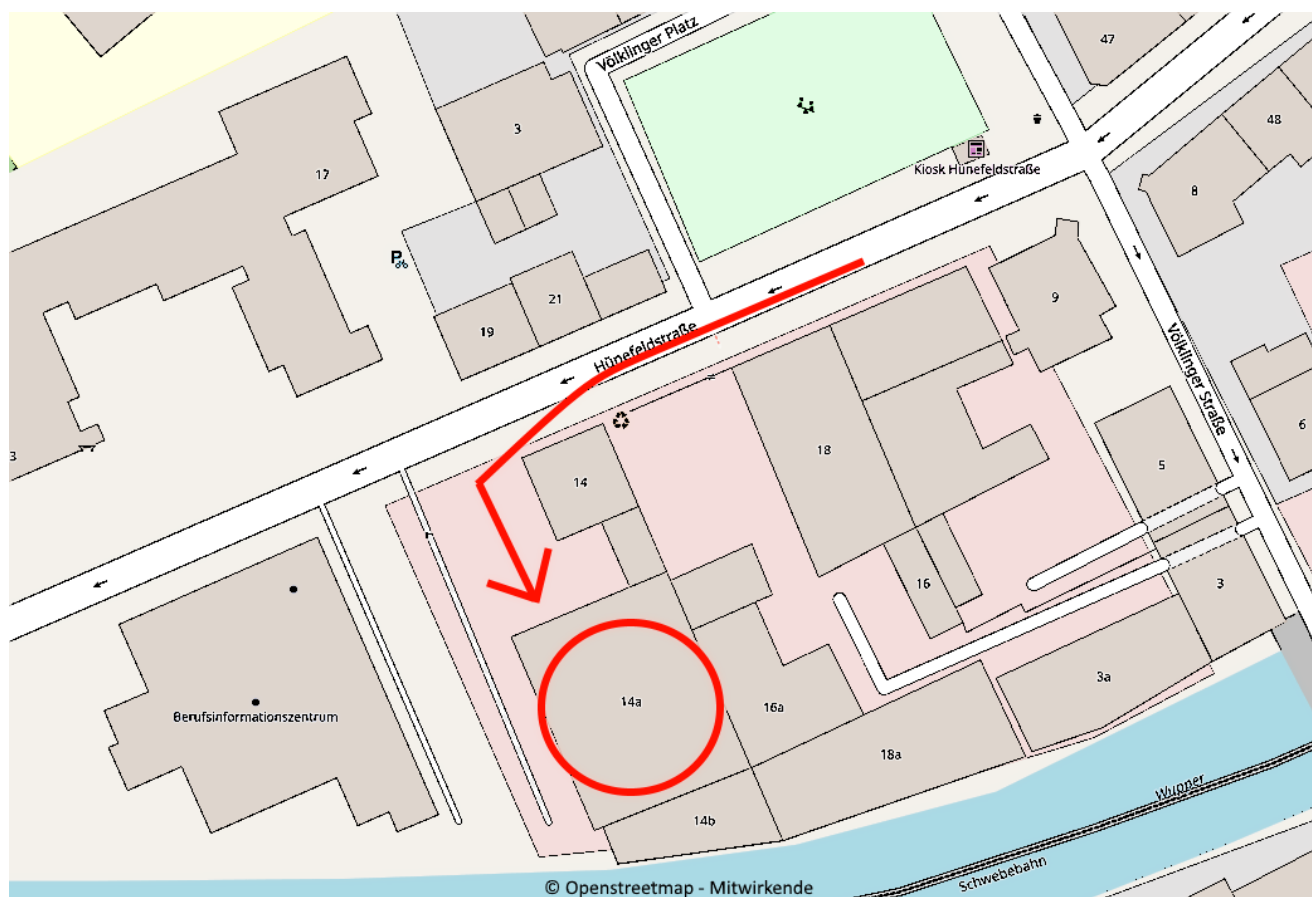 Völklinger Platz
47
3
48
17
Kiosk Hünefeldstraße
8
P
21
9
19
Hünefeldstraße
Völklinger Straße
6
3
18
5
14
16
3
14a
16a
3a
Berufsinformationszentrum
18a
Wupper
14b
Schwebebahn
© Openstreetmap - Mitwirkende